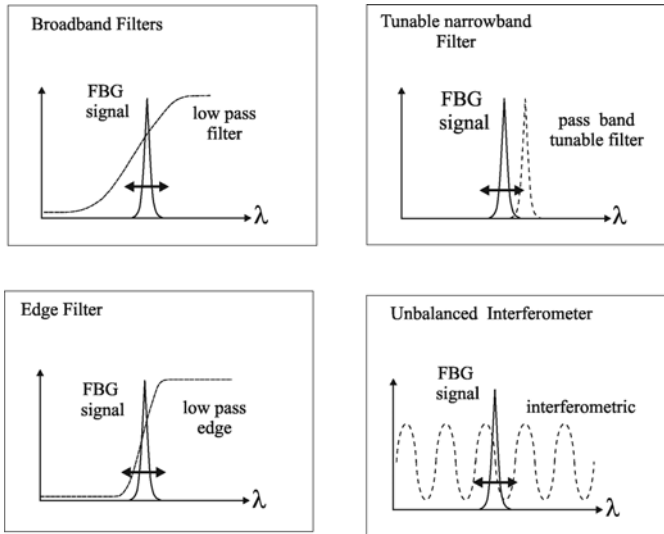 Broadband Filters
FBG
signal
low pass
filter
λ
Tunable narrowband
Filter
FBG
signal
pass band
tunable filter
λ
Edge Filter
FBG
signal
low pass
edge
λ
Unbalanced Interferometer
FBG
signal
interferometric
λ